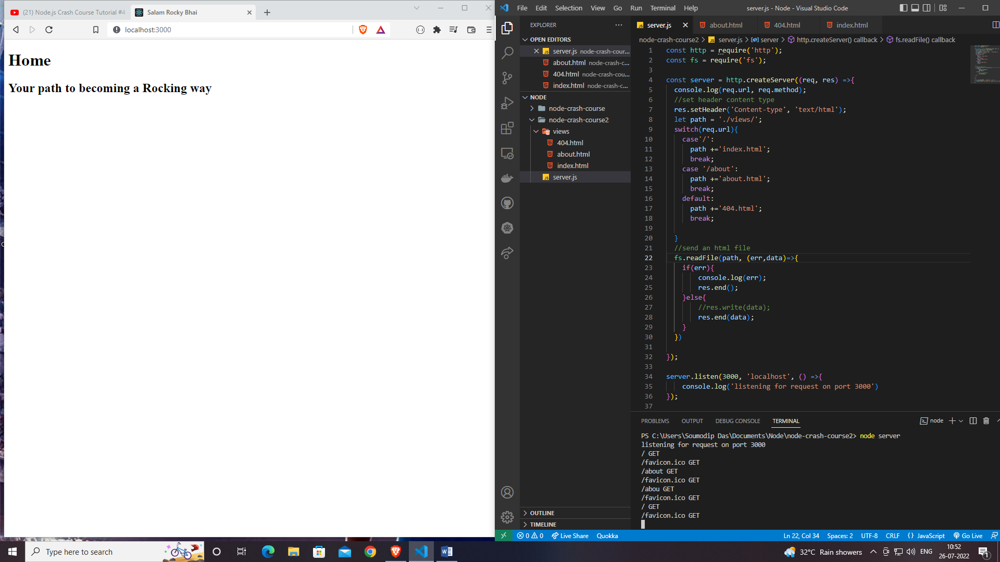 (21) Node.js Crash Course Tutorial #4
Salam Rocky Bhai
localhost:3000
Home
Your path to becoming a Rocking way
File Edit Selection View Go Run Terminal Help
server.js - Node - Visual Studio Code
EXPLORER
OPEN EDITORS
server.js node-crash-cour...
about.html node-crash-c...
404.html node-crash-cou...
index.html node-crash-c...
NODE
node-crash-course
node-crash-course2
views
404.html
about.html
index.html
server.js
OUTLINE
TIMELINE
server.js about.html 404.html index.html
node-crash-course2 > server.js > server > http.createServer() callback > fs.readFile() callback
1 const http = require('http');
2 const fs = require('fs');
3
4 const server = http.createServer((req, res) =>{
5 console.log(req.url, req.method);
6 //set header content type
7 res.setHeader('Content-type', 'text/html');
8 let path = './views/';
9 switch(req.url){
10 case'/':
11 path +='index.html';
12 break;
13 case '/about':
14 path +='about.html';
15 break;
16 default:
17 path +='404.html';
18 break;
19
20 }
21 //send an html file
22 fs.readFile(path, (err,data)=>{
23 if(err){
24 console.log(err);
25 res.end();
26 }else{
27 //res.write(data);
28 res.end(data);
29 }
30 })
31
32 });
33
34 server.listen(3000, 'localhost', () =>{
35 console.log('listening for request on port 3000')
36 });
37
PROBLEMS OUTPUT DEBUG CONSOLE TERMINAL
node
PS C:\Users\Soumodip Das\Documents\Node\node-crash-course2> node server
listening for request on port 3000
/ GET
/favicon.ico GET
/about GET
/favicon.ico GET
/abou GET
/favicon.ico GET
/ GET
/favicon.ico GET
0 0 Live Share Quokka
Ln 22, Col 34 Spaces: 2 UTF-8 CRLF {} JavaScript Go Live
Type here to search
32°C Rain showers
ENG
10:52
26-07-2022
1